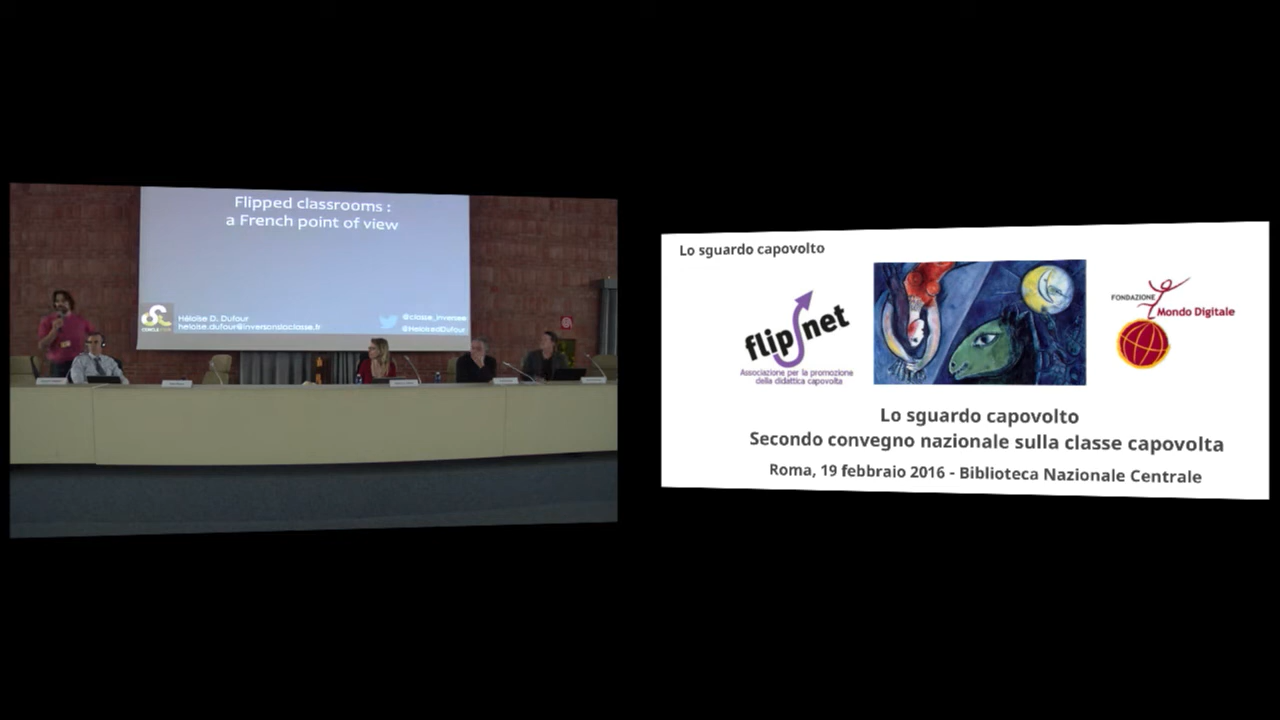 Flipped classrooms :
a French point of view
Héloïse D. Dufour
heloise.dufour@inversonslaclasse.fr
@classe_inversee
@HeloiseDufour
Lo sguardo capovolto
flipnet
Associazione per la promozione
della didattica capovolta
FONDAZIONE
Mondo Digitale
Lo sguardo capovolto
Secondo convegno nazionale sulla classe capovolta
Roma, 19 febbraio 2016 - Biblioteca Nazionale Centrale